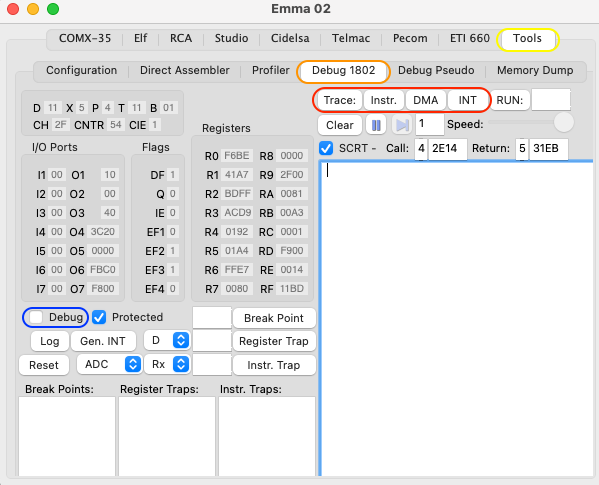 Emma 02
COMX-35 Elf RCA Studio Cidelsa Telmac Pecom ETI 660 Tools
Configuration Direct Assembler Profiler Debug 1802 Debug Pseudo Memory Dump
D 11 X 5 P 4 T 11 B 01
CH 2F CNTR 54 CIE 1
Trace: Instr. DMA INT RUN:
Clear 1 Speed:
SCRT - Call: 4 2E14 Return: 5 31EB
I/O Ports Flags Registers
I1 00 O1 10 DF 1 R0 F6BE R8 0000
I2 00 O2 00 Q 0 R1 41A7 R9 2F00
I3 00 O3 40 IE 0 R2 BDFF RA 0081
I4 00 O4 3C20 EF1 0 R3 ACD9 RB 00A3
I5 00 O5 0000 EF2 1 R4 0192 RC 0001
I6 00 O6 FBC0 EF3 1 R5 01A4 RD F900
I7 00 O7 F800 EF4 0 R6 FFE7 RE 0014
R7 0080 RF 11BD
Debug Protected Break Point
Log Gen. INT D Register Trap
Reset ADC Rx Instr. Trap
Break Points: Register Traps: Instr. Traps: